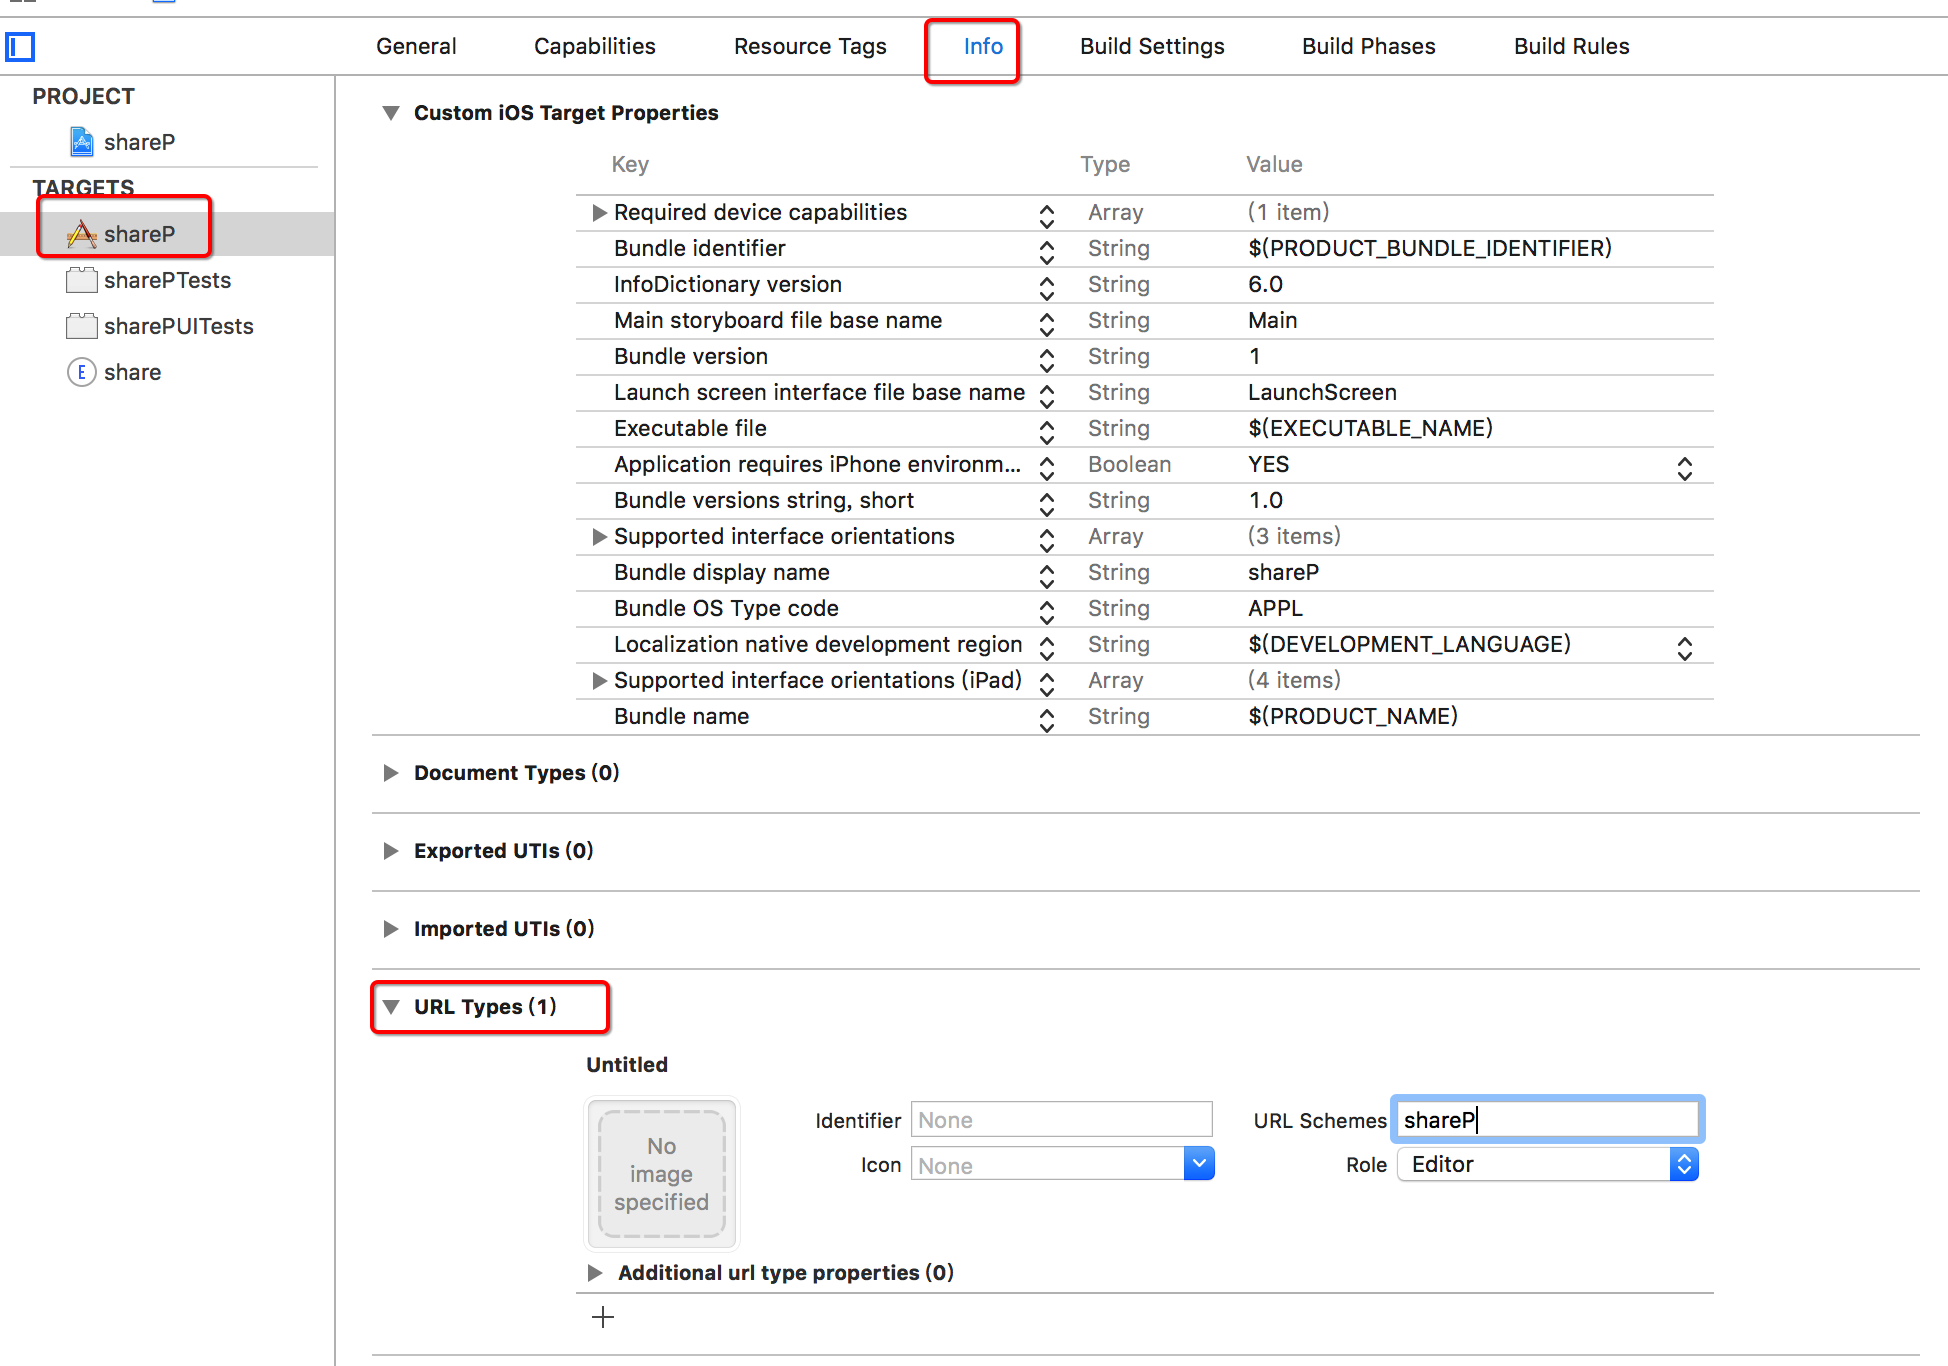 General Capabilities Resource Tags Info Build Settings Build Phases Build Rules
PROJECT
shareP
TARGETS
shareP
sharePTests
sharePUITests
E share
Custom iOS Target Properties
Key Type Value
Required device capabilities Array (1 item)
Bundle identifier String $(PRODUCT_BUNDLE_IDENTIFIER)
InfoDictionary version String 6.0
Main storyboard file base name String Main
Bundle version String 1
Launch screen interface file base name String LaunchScreen
Executable file String $(EXECUTABLE_NAME)
Application requires iPhone environm... Boolean YES
Bundle versions string, short String 1.0
Supported interface orientations Array (3 items)
Bundle display name String shareP
Bundle OS Type code String APPL
Localization native development region String $(DEVELOPMENT_LANGUAGE)
Supported interface orientations (iPad) Array (4 items)
Bundle name String $(PRODUCT_NAME)
Document Types (0)
Exported UTIs (0)
Imported UTIs (0)
URL Types (1)
Untitled
No
image
specified
Identifier None URL Schemes shareP
Icon None Role Editor
Additional url type properties (0)